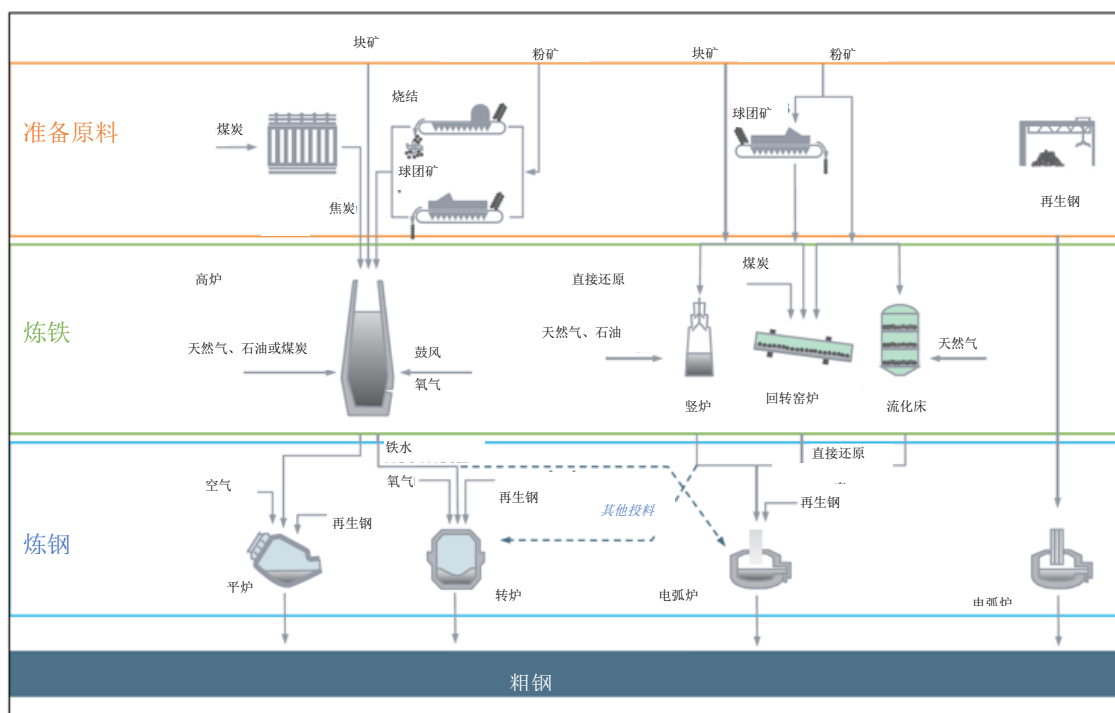 块矿
粉矿
块矿
粉矿
准备原料
煤炭
烧结
球团矿
焦炭
球团矿
再生钢
炼铁
高炉
天然气、石油或煤炭
鼓风
氧气
直接还原
天然气、石油
煤炭
天然气
竖炉
回转窑炉
流化床
炼钢
铁水
空气
氧气
再生钢
再生钢
其他投料
直接还原
再生钢
平炉
转炉
电弧炉
电弧炉
粗钢